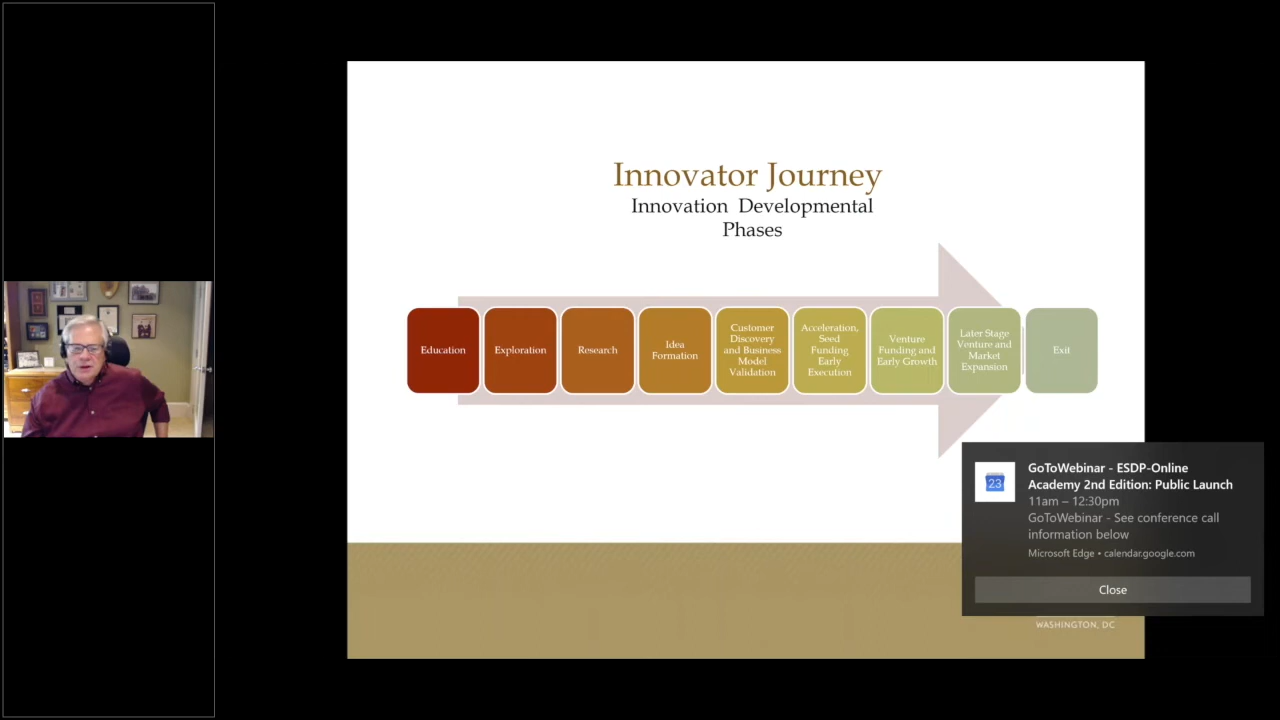 Innovator Journey
Innovation Developmental
Phases
Education
Exploration
Research
Idea
Formation
Customer
Discovery
and Business
Model
Validation
Acceleration,
Seed
Funding
Early
Execution
Venture
Funding and
Early Growth
Later Stage
Venture and
Market
Expansion
Exit
23
GoToWebinar - ESDP-Online
Academy 2nd Edition: Public Launch
11am – 12:30pm
GoToWebinar - See conference call
information below
Microsoft Edge • calendar.google.com
Close
WASHINGTON, DC